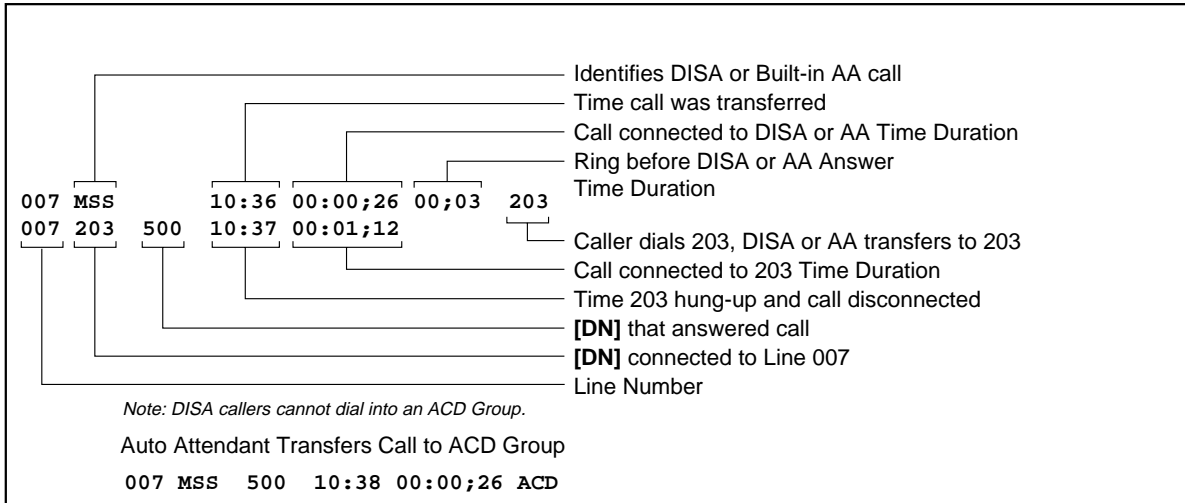 Identifies DISA or Built-in AA call
Time call was transferred
Call connected to DISA or AA Time Duration
Ring before DISA or AA Answer
Time Duration
007 MSS 10:36 00:00;26 00;03 203
007 203 500 10:37 00:01;12
Caller dials 203, DISA or AA transfers to 203
Call connected to 203 Time Duration
Time 203 hung-up and call disconnected
[DN] that answered call
[DN] connected to Line 007
Line Number
Note: DISA callers cannot dial into an ACD Group.
Auto Attendant Transfers Call to ACD Group
007 MSS 500 10:38 00:00;26 ACD